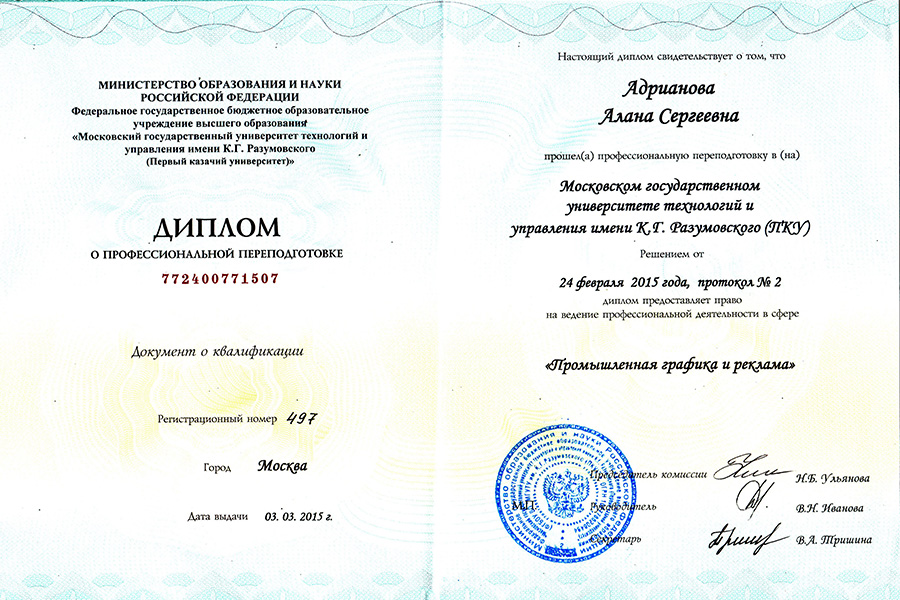 МИНИСТЕРСТВО ОБРАЗОВАНИЯ И НАУКИ
РОССИЙСКОЙ ФЕДЕРАЦИИ
Федеральное государственное бюджетное образовательное
учреждение высшего образования
«Московский государственный университет технологий и
управления имени К.Г. Разумовского
(Первый казачий университет)»
ДИПЛОМ
О ПРОФЕССИОНАЛЬНОЙ ПЕРЕПОДГОТОВКЕ
772400771507
Документ о квалификации
Регистрационный номер 497
Город Москва
Дата выдачи 03. 03. 2015 г.
Настоящий диплом свидетельствует о том, что
Адрианова
Алана Сергеевна
прошел(а) профессиональную переподготовку в (на)
Московском государственном
университете технологий и
управления имени К.Г. Разумовского (ПКУ)
Решением от
24 февраля 2015 года, протокол № 2
диплом предоставляет право
на ведение профессиональной деятельности в сфере
«Промышленная графика и реклама»
Председатель комиссии Н.Б. Ульянова
М.П. Руководитель В.Н. Иванова
Секретарь В.А. Тришина